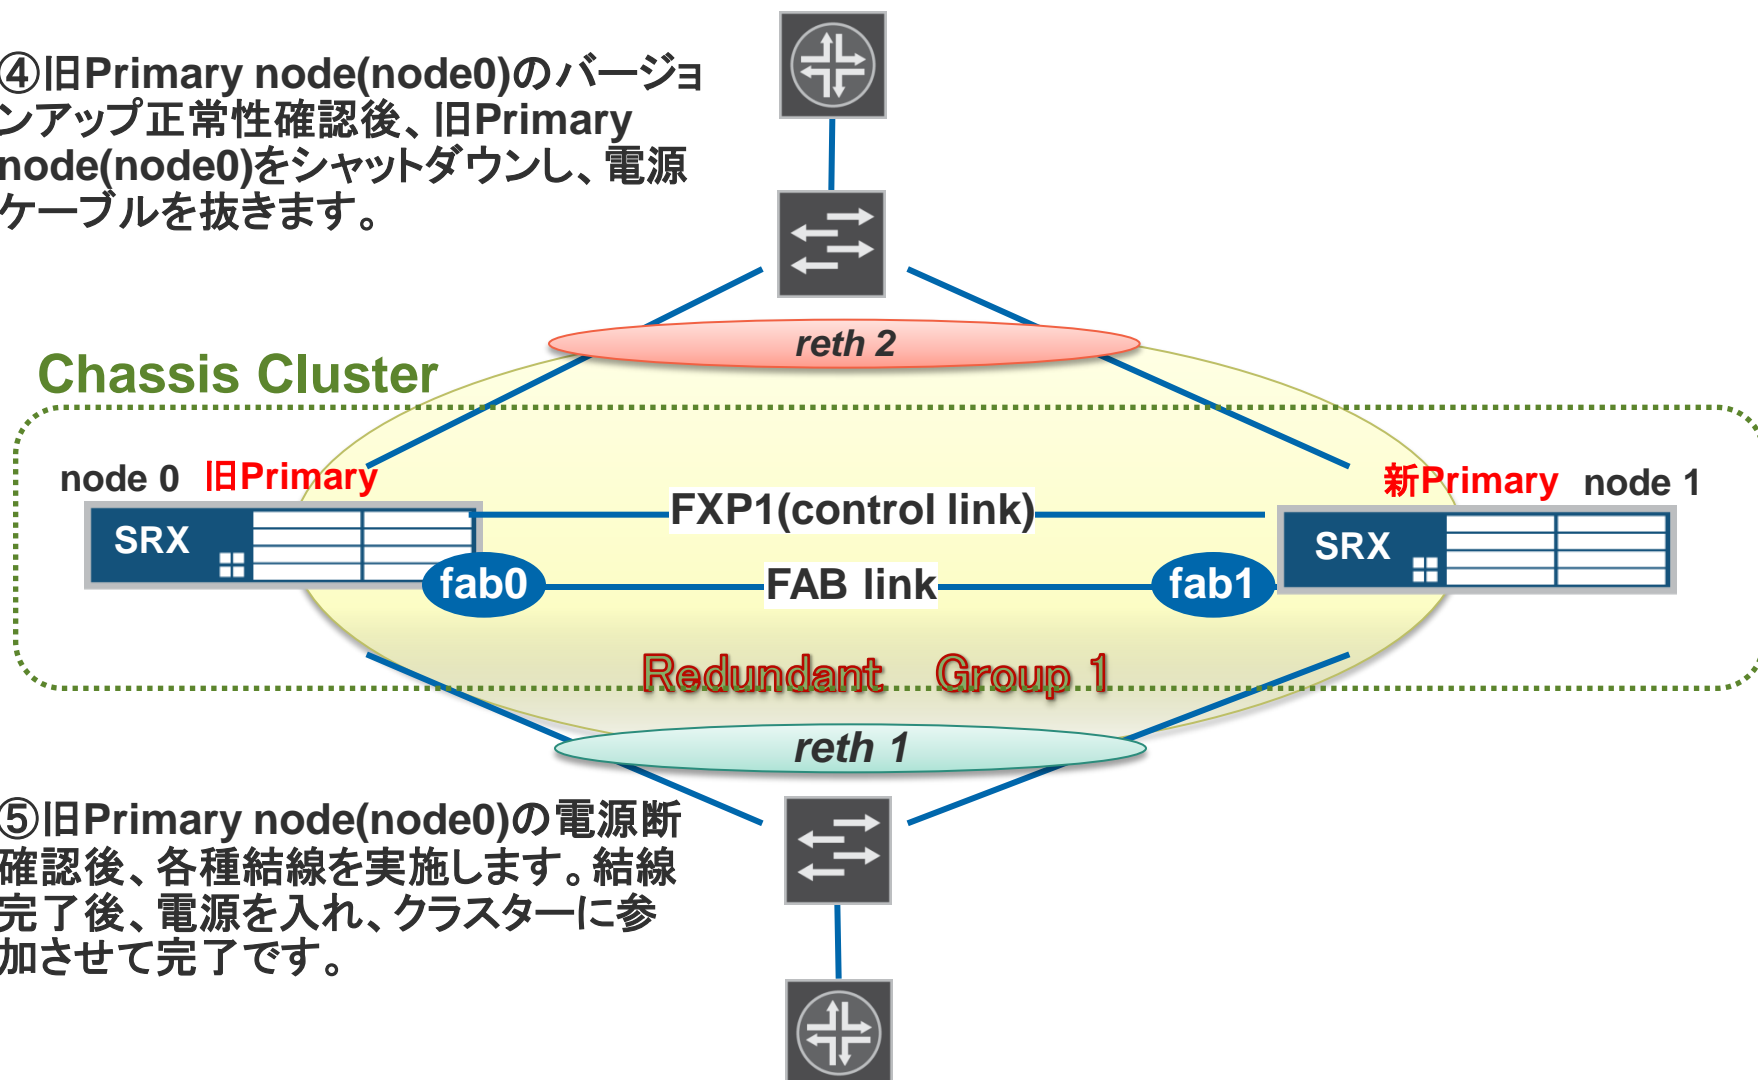 ④旧Primary node(node0)のバージョ
ンアップ正常性確認後、旧Primary
node(node0)をシャットダウンし、電源
ケーブルを抜きます。
reth 2
Chassis Cluster
node 0 旧Primary
新Primary node 1
FXP1(control link)
SRX
SRX
fab0
FAB link
fab1
Redundant Group 1
reth 1
⑤旧Primary node(node0)の電源断
確認後、各種結線を実施します。結線
完了後、電源を入れ、クラスターに参
加させて完了です。